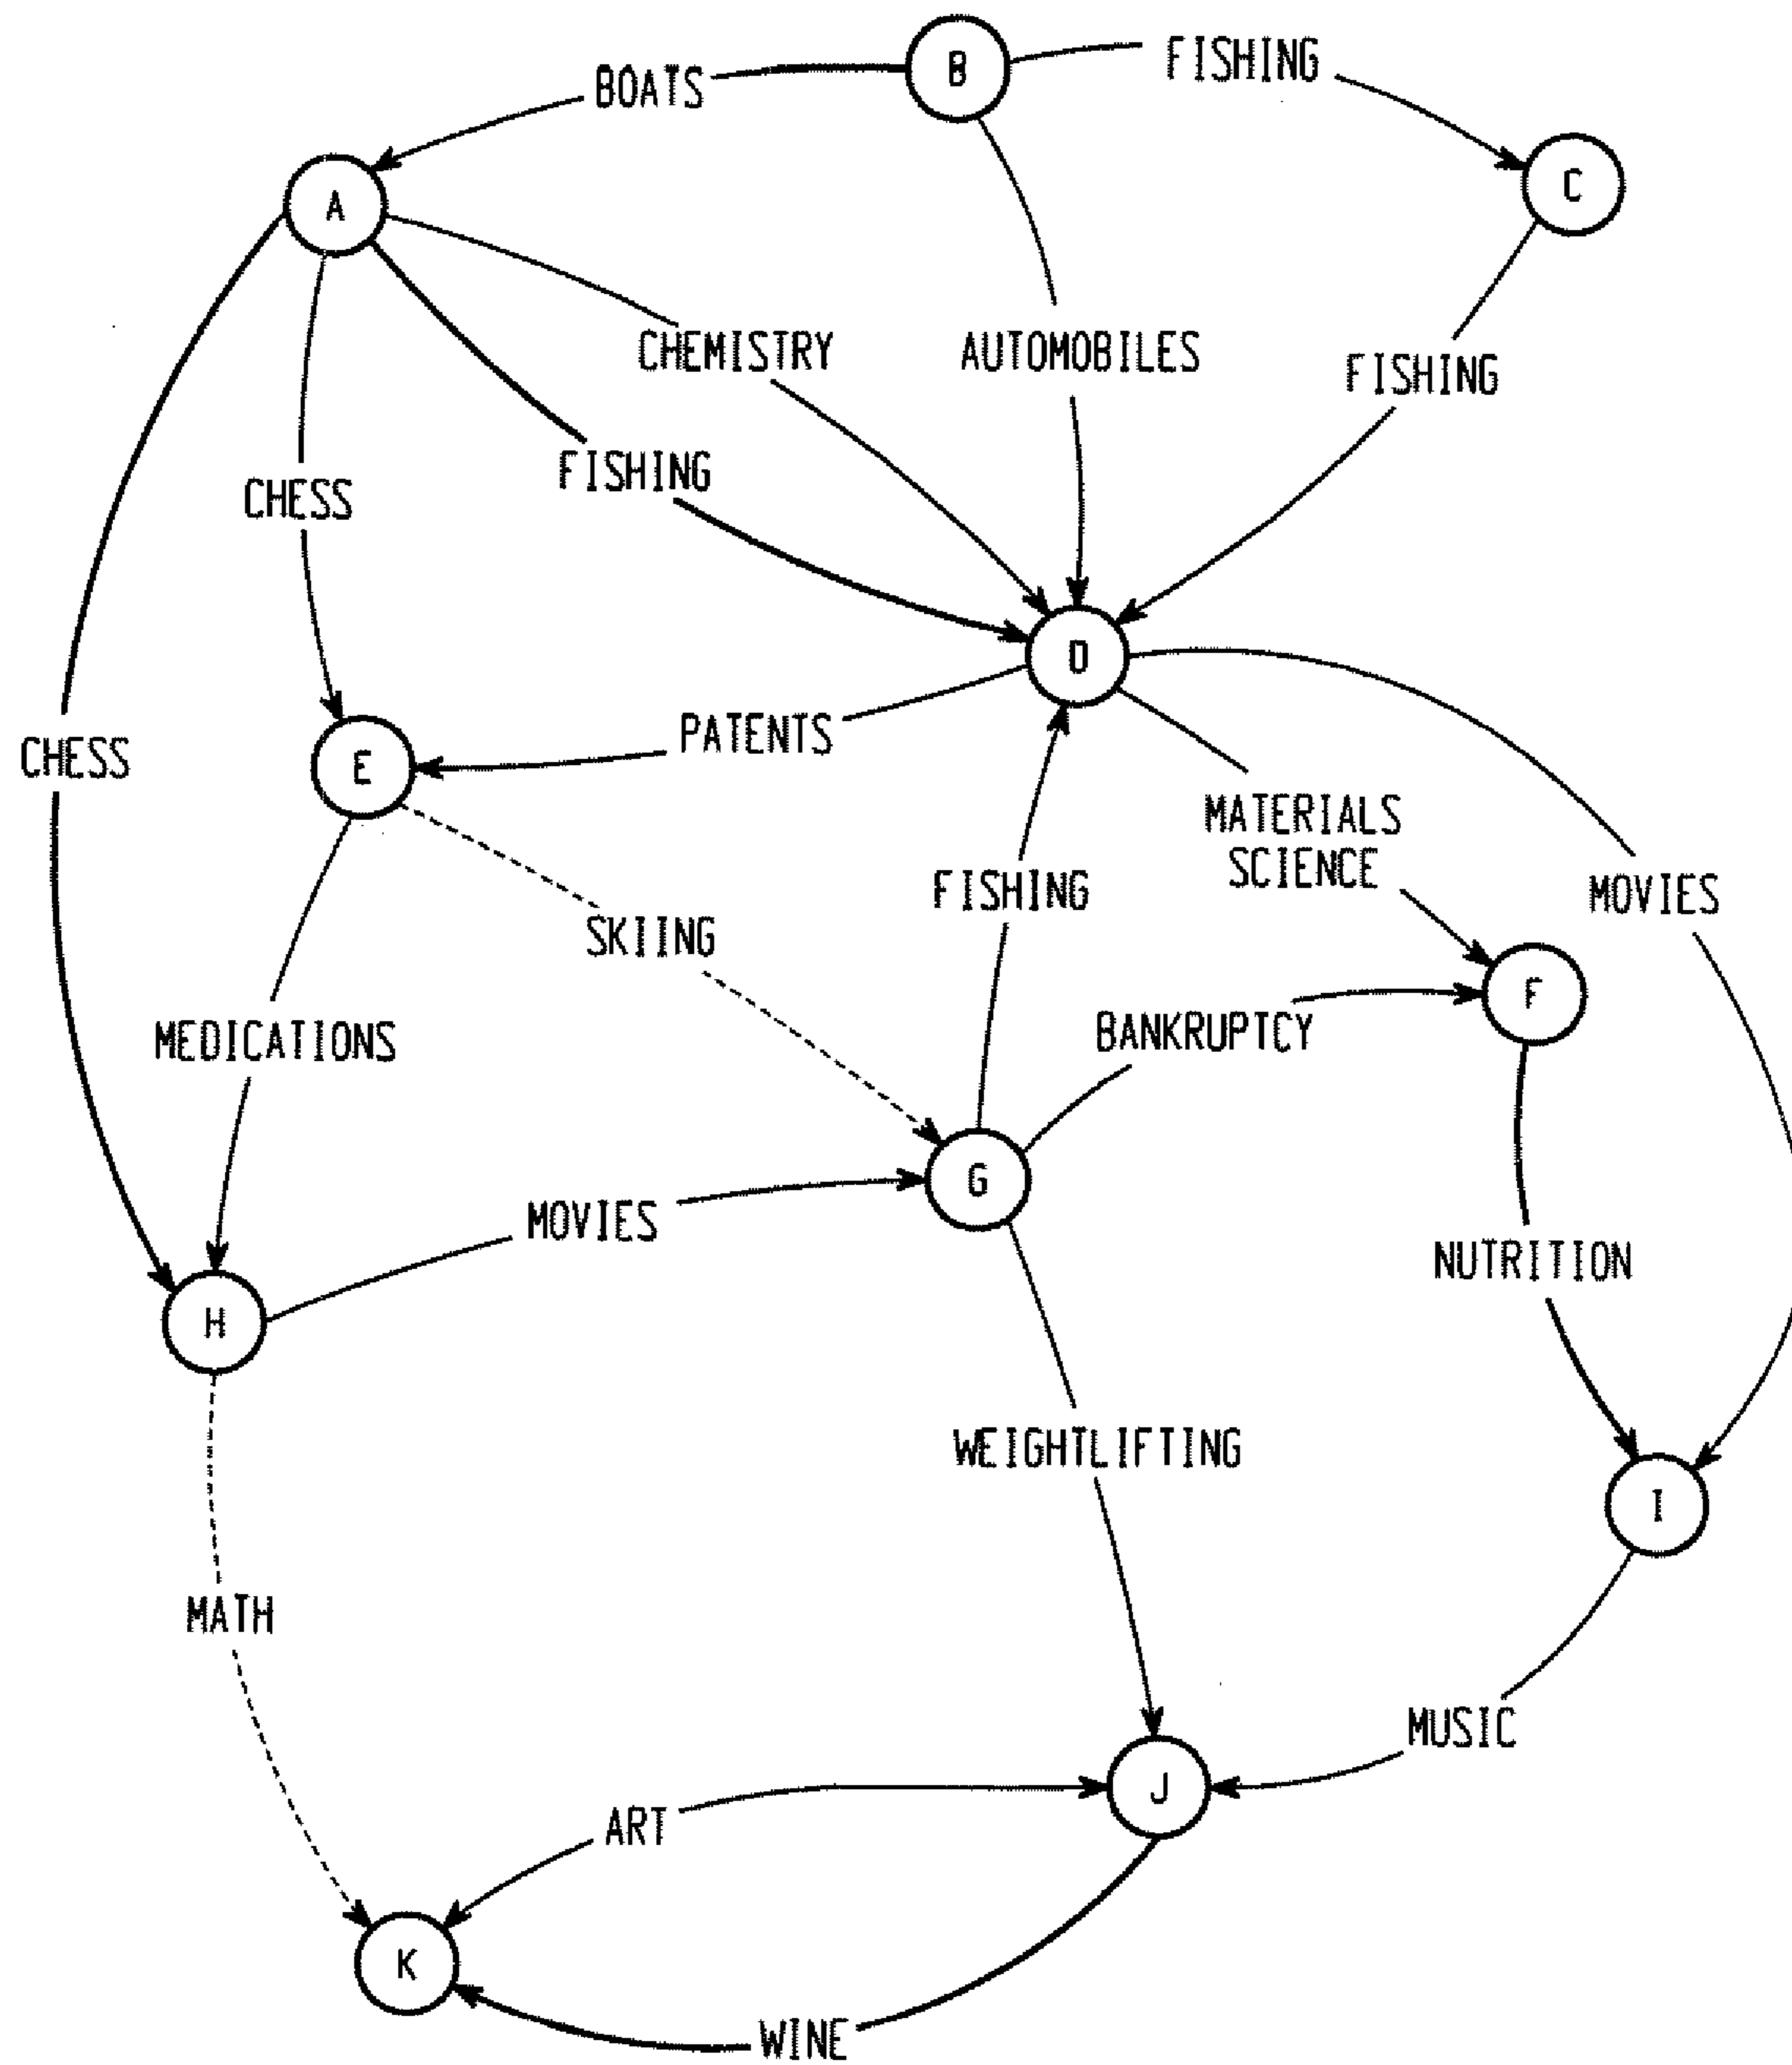 B
FISHING
BOATS
C
A
CHEMISTRY
AUTOMOBILES
FISHING
FISHING
CHESS
D
PATENTS
CHESS
E
MATERIALS
SCIENCE
FISHING
MOVIES
SKIING
F
BANKRUPTCY
MEDICATIONS
G
MOVIES
NUTRITION
H
WEIGHTLIFTING
I
MATH
MUSIC
J
ART
K
WINE